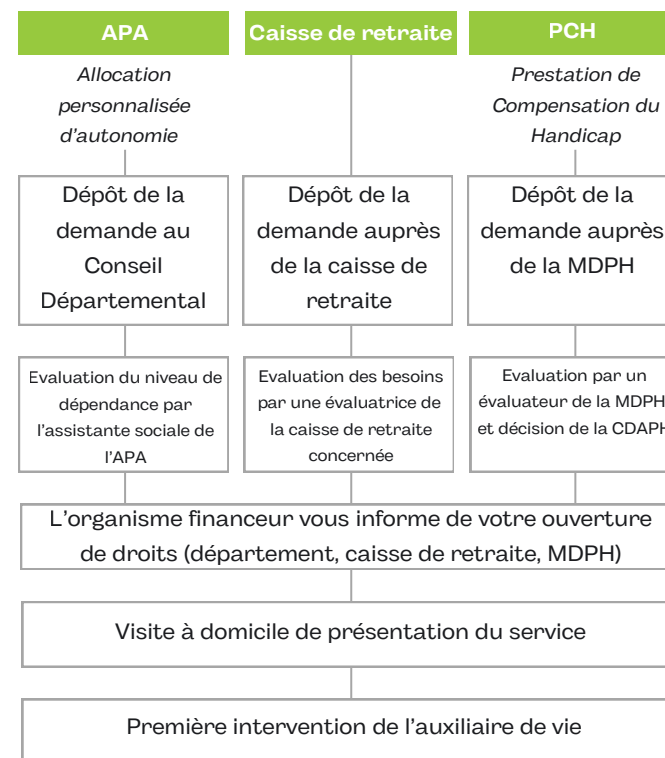 APA
Caisse de retraite
PCH
Allocation
personnalisée
d'autonomie
Prestation de
Compensation du
Handicap
Dépôt de la
demande au
Conseil
Départemental
Dépôt de la
demande auprès
de la caisse de
retraite
Dépôt de la
demande auprès
de la MDPH
Evaluation du niveau de
dépendance par
l'assistante sociale de
l'APA
Evaluation des besoins
par une évaluatrice de
la caisse de retraite
concernée
Evaluation par un
évaluateur de la MDPH
et décision de la CDAPH
L'organisme financeur vous informe de votre ouverture
de droits (département, caisse de retraite, MDPH)
Visite à domicile de présentation du service
Première intervention de l'auxiliaire de vie